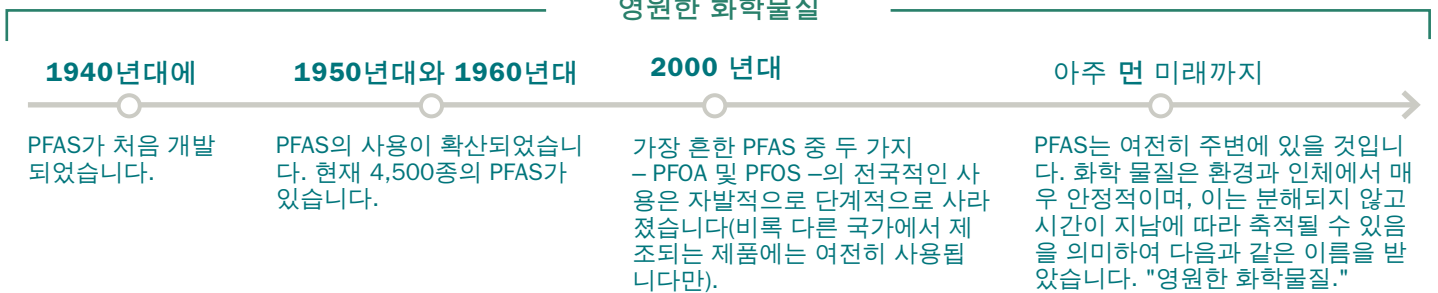 영원한 화학물질
1940년대에
PFAS가 처음 개발
되었습니다.
1950년대와 1960년대
PFAS의 사용이 확산되었습니
다. 현재 4,500종의 PFAS가
있습니다.
2000 년대
가장 흔한 PFAS 중 두 가지
– PFOA 및 PFOS –의 전국적인 사
용은 자발적으로 단계적으로 사라
졌습니다(비록 다른 국가에서 제
조되는 제품에는 여전히 사용됩
니다만).
아주 먼 미래까지
PFAS는 여전히 주변에 있을 것입니
다. 화학 물질은 환경과 인체에서 매
우 안정적이며, 이는 분해되지 않고
시간이 지남에 따라 축적될 수 있음
을 의미하여 다음과 같은 이름을 받
았습니다. "영원한 화학물질."